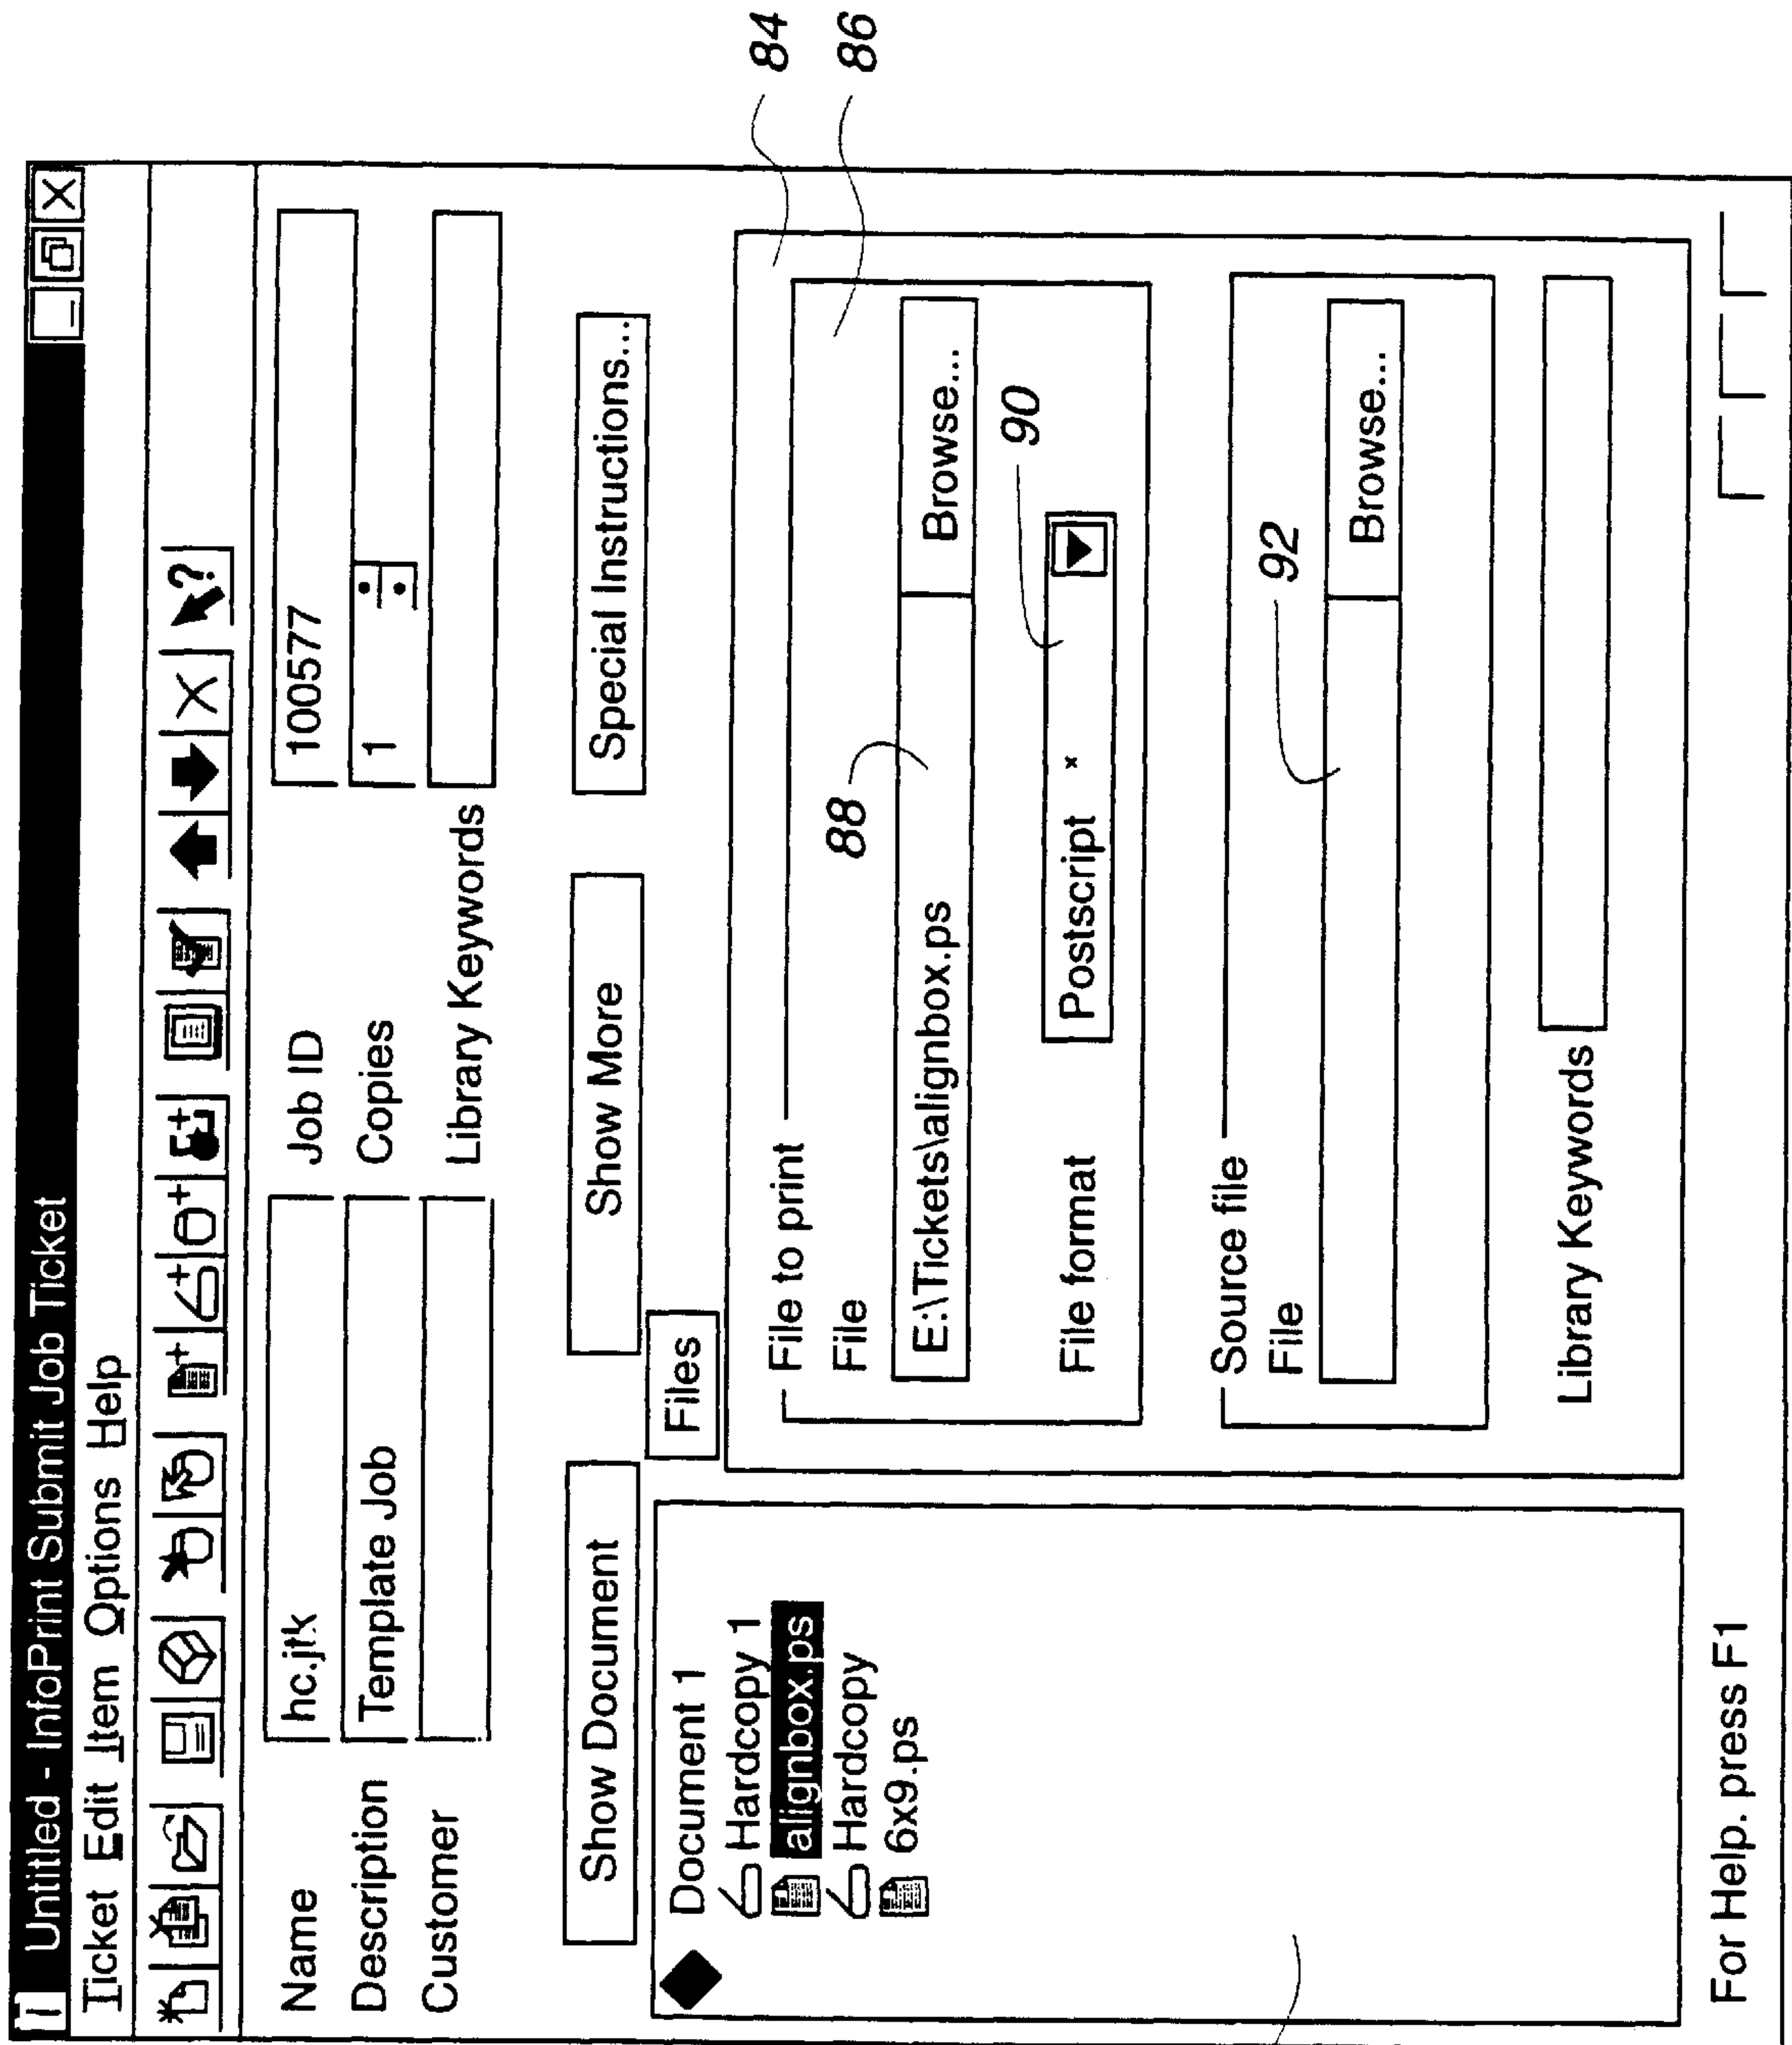 Untitled - InfoPrint Submit Job Ticket
Ticket Edit Item Options Help
Name hc.jtk Job ID 100577
Description Template Job Copies 1
Customer Library Keywords
Show Document Show More Special Instructions...
Files
Document 1
Hardcopy 1
alignbox.ps
Hardcopy
6x9.ps
84
File to print
86
File
88
E:\Tickets\alignbox.ps Browse...
90
File format Postscript
Source file
File
92
Browse...
Library Keywords
For Help. press F1